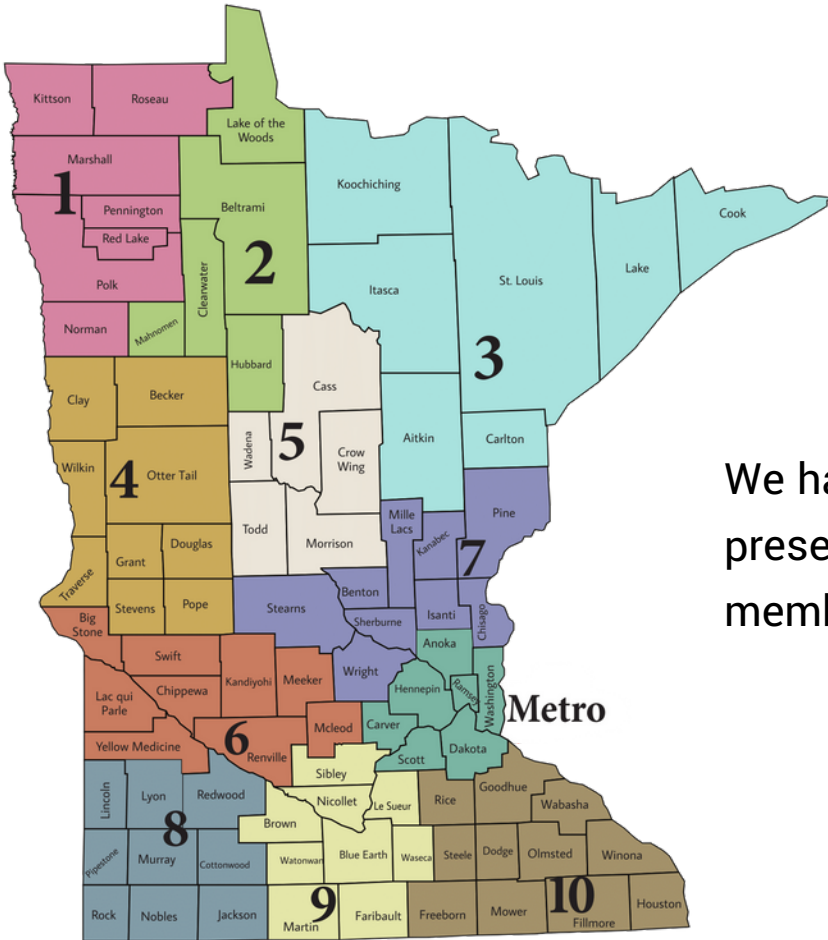 Kittson
Roseau
Lake of the
Woods
Marshall
1
Pennington
Red Lake
Polk
Norman
Mahnomen
Beltrami
Clearwater
2
Hubbard
Koochiching
Itasca
St. Louis
Lake
Cook
3
Aitkin
Carlton
Clay
Becker
Wilkin
4
Otter Tail
Grant
Douglas
Traverse
Stevens
Pope
Cass
Wadena
5
Crow
Wing
Todd
Morrison
We ha
prese
memb
Mille
Lacs
Kanabec
Pine
7
Benton
Stearns
Sherburne
Isanti
Chisago
Wright
Big
Stone
Swift
Lac qui
Parle
Chippewa
Kandiyohi
Meeker
6
Mcleod
Renville
Yellow Medicine
Anoka
Hennepin
Ramsey
Washington
Metro
Carver
Scott
Dakota
Lincoln
Lyon
Redwood
8
Pipestone
Murray
Cottonwood
Rock
Nobles
Jackson
Sibley
Nicollet
Le Sueur
Brown
Watonwan
Blue Earth
Waseca
9
Martin
Faribault
Rice
Goodhue
Wabasha
Steele
Dodge
Olmsted
Winona
Freeborn
Mower
10
Fillmore
Houston